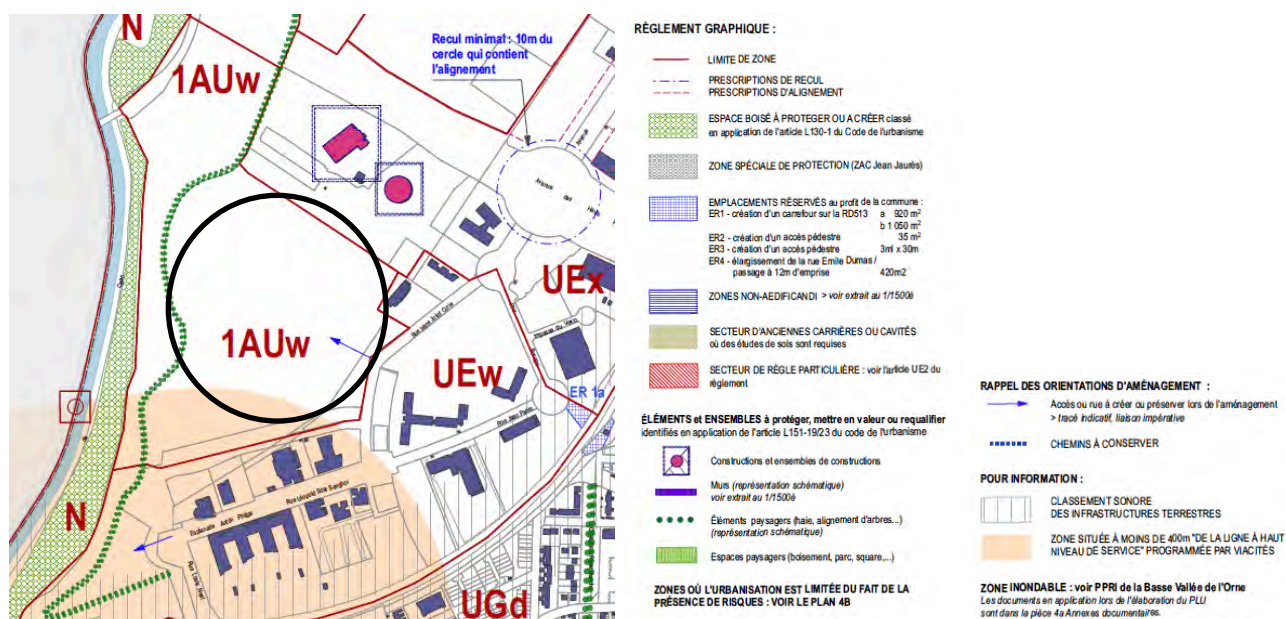 N
1AUw
Recul minimal : 10m du
cercle qui contient
l'alignement
Avenue
Avenue des
1AUw
UEx
UEw
ER 1a
Rue Jean Perrin
N
Rue Léopold Sédar Senghor
UGd
RÈGLEMENT GRAPHIQUE :
LIMITE DE ZONE
PRESCRIPTIONS DE RECUL
PRESCRIPTIONS D'ALIGNEMENT
ESPACE BOISÉ À PROTEGER OU A CRÉER classé
en application de l'article L130-1 du Code de l'urbanisme
ZONE SPÉCIALE DE PROTECTION (ZAC Jean Jaurès)
EMPLACEMENTS RÉSERVÉS au profit de la commune :
ER1 - création d'un carrefour sur la RD513 a 920 m²
b 1 050 m²
ER2 - création d'un accès pédestre 35 m²
ER3 - création d'un accès pédestre 3ml x 30m
ER4 - élargissement de la rue Emile Dumas /
passage à 12m d'emprise 420m2
ZONES NON-AEDIFICANDI > voir extrait au 1/1500è
SECTEUR D'ANCIENNES CARRIÈRES OU CAVITÉS
où des études de sols sont requises
SECTEUR DE RÈGLE PARTICULIÈRE : voir l'article UE2 du
règlement
ÉLÉMENTS et ENSEMBLES à protéger, mettre en valeur ou requalifier
identifiés en application de l'article L151-19/23 du code de l'urbanisme
Constructions et ensembles de constructions
Murs (représentation schématique)
voir extrait au 1/1500è
Éléments paysagers (haie, alignement d'arbres...)
(représentation schématique)
Espaces paysagers (boisement, parc, square,...)
ZONES OÙ L'URBANISATION EST LIMITÉE DU FAIT DE LA
PRÉSENCE DE RISQUES : VOIR LE PLAN 4B
RAPPEL DES ORIENTATIONS D'AMÉNAGEMENT :
Accès ou rue à créer ou préserver lors de l'aménagement
> tracé indicatif, liaison impérative
CHEMINS À CONSERVER
POUR INFORMATION :
CLASSEMENT SONORE
DES INFRASTRUCTURES TERRESTRES
ZONE SITUÉE À MOINS DE 400m "DE LA LIGNE À HAUT
NIVEAU DE SERVICE" PROGRAMMÉE PAR VIACITÉS
ZONE INONDABLE : voir PPRI de la Basse Vallée de l'Orne
Les documents en application lors de l'élaboration du PLU
sont dans la pièce 4a Annexes documentaires.